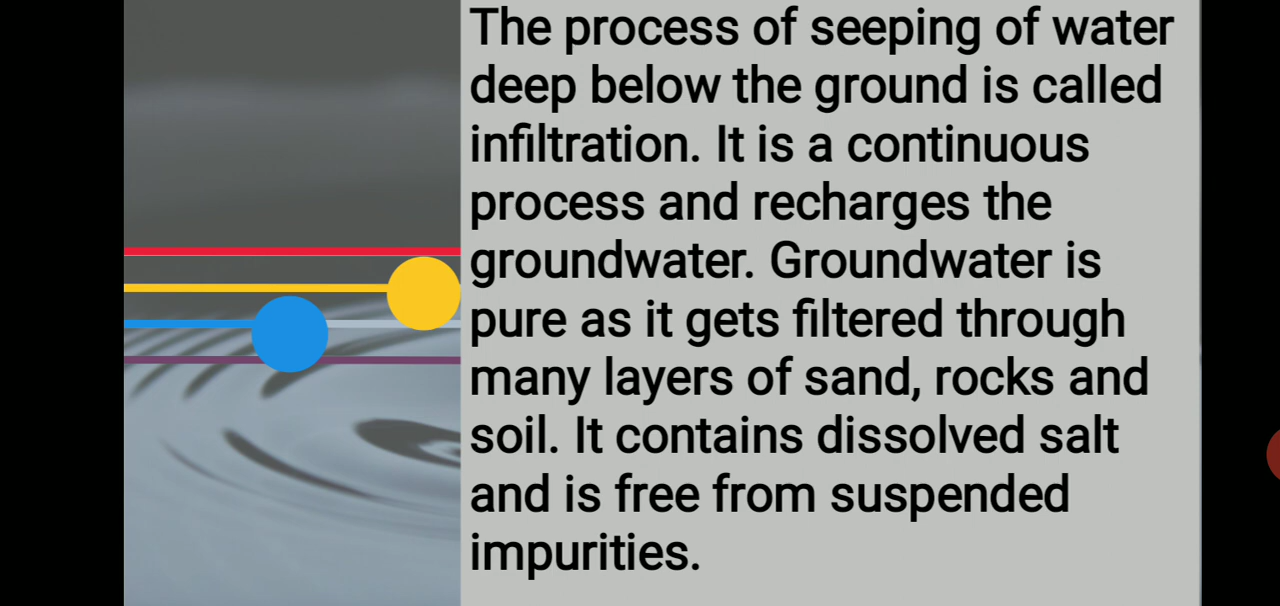 The process of seeping of water
deep below the ground is called
infiltration. It is a continuous
process and recharges the
groundwater. Groundwater is
pure as it gets filtered through
many layers of sand, rocks and
soil. It contains dissolved salt
and is free from suspended
impurities.